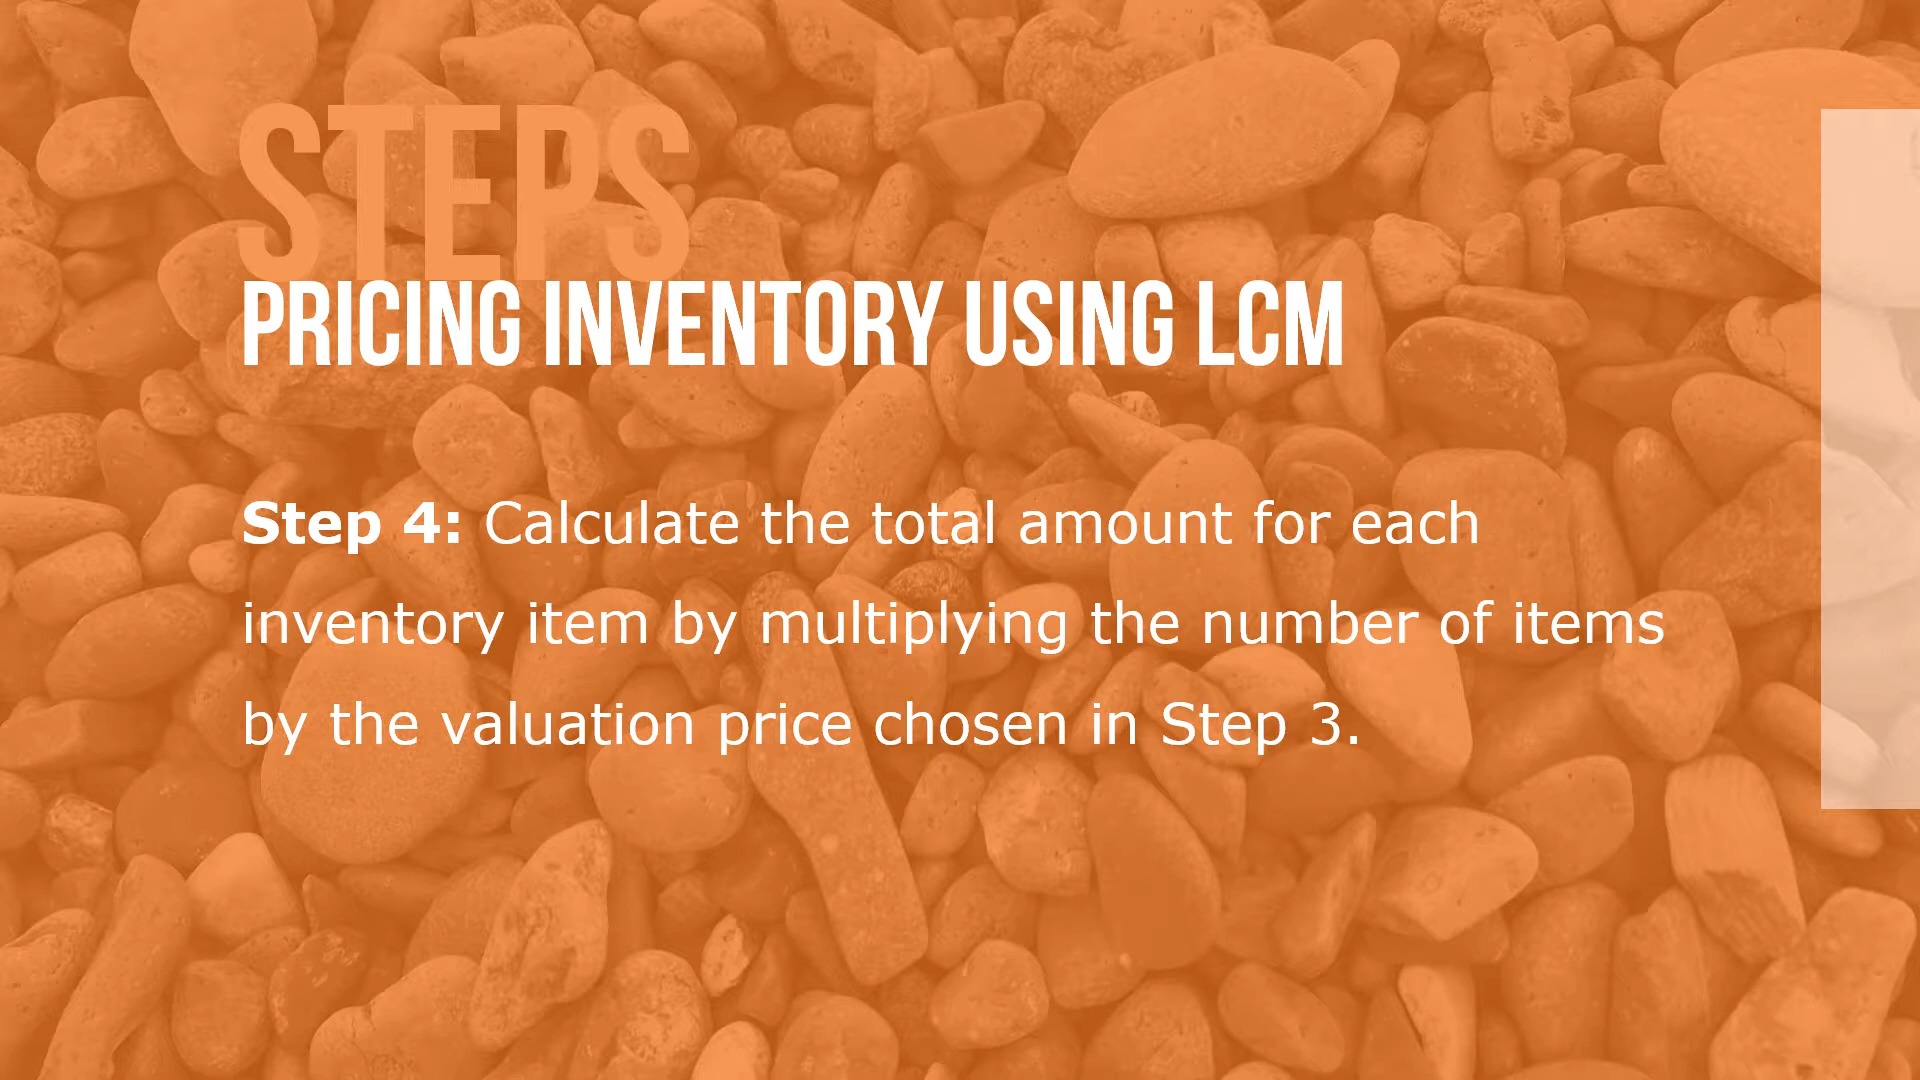 STEPS
PRICING INVENTORY USING LCM
Step 4: Calculate the total amount for each
inventory item by multiplying the number of items
by the valuation price chosen in Step 3.